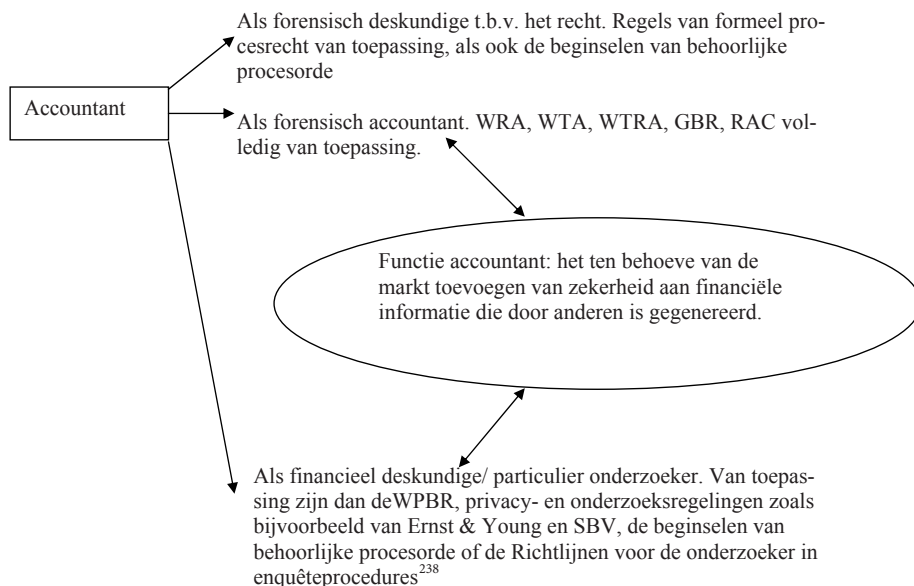 Als forensisch deskundige t.b.v. het recht. Regels van formeel pro-
cesrecht van toepassing, als ook de beginselen van behoorlijke
procesorde
Accountant
Als forensisch accountant. WRA, WTA, WTRA, GBR, RAC vol-
ledig van toepassing.
Functie accountant: het ten behoeve van de
markt toevoegen van zekerheid aan financiële
informatie die door anderen is gegenereerd.
Als financieel deskundige/ particulier onderzoeker. Van toepas-
sing zijn dan deWPBR, privacy- en onderzoeksregelingen zoals
bijvoorbeeld van Ernst & Young en SBV, de beginselen van
behoorlijke procesorde of de Richtlijnen voor de onderzoeker in
enquêteprocedures238